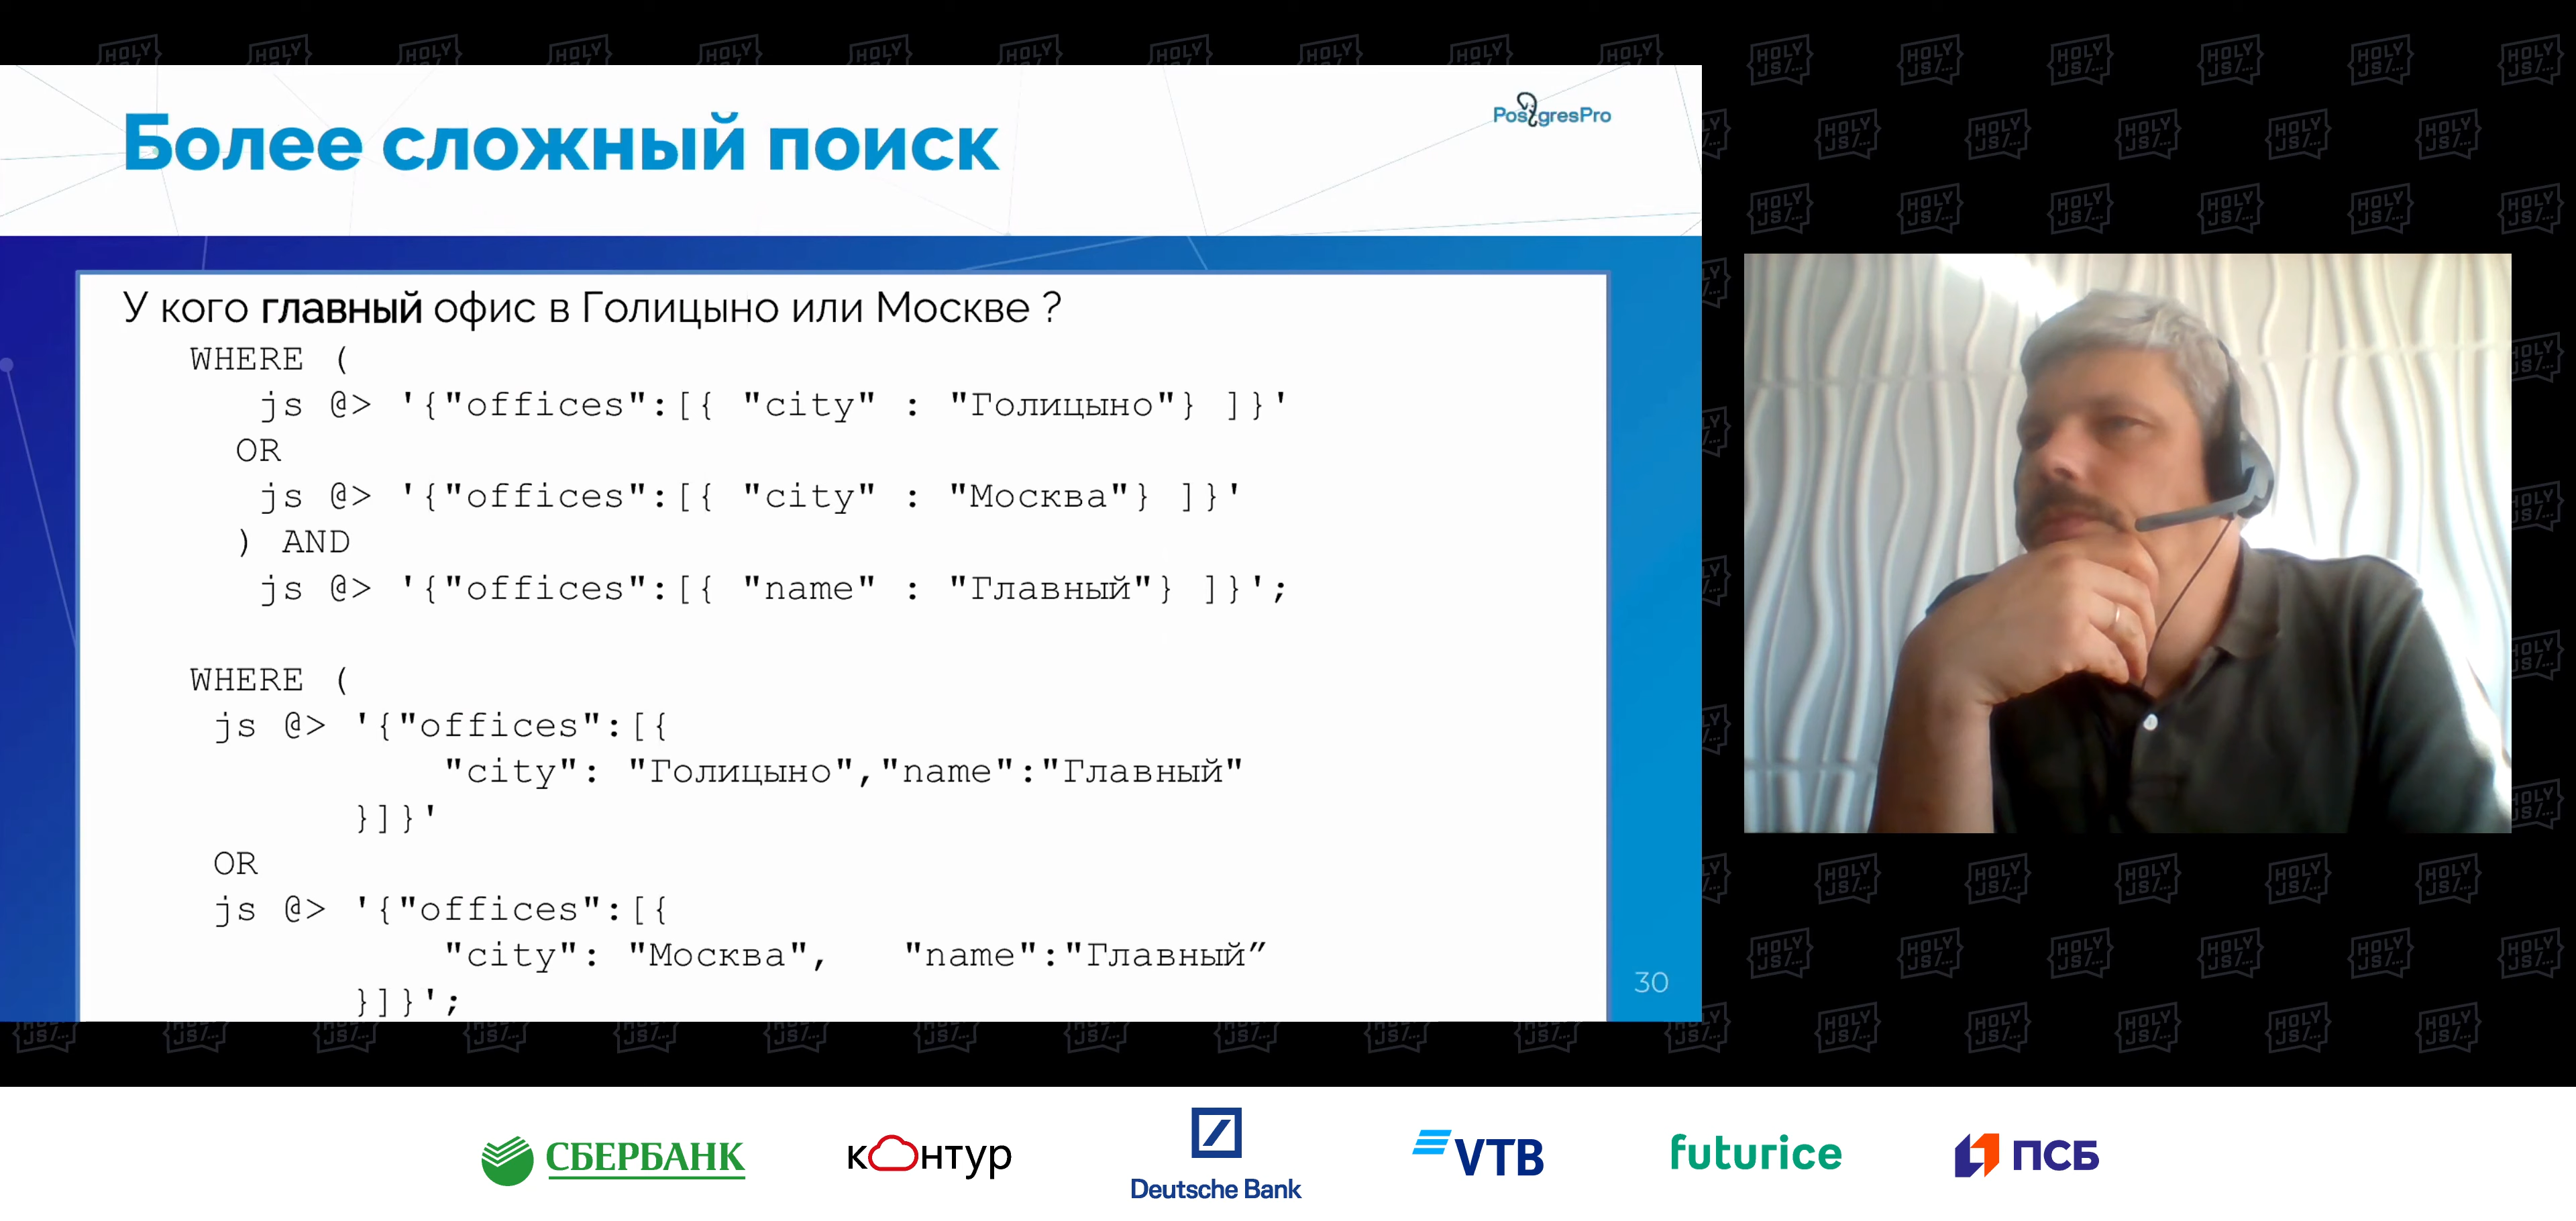 Более сложный поиск
PostgresPro
У кого главный офис в Голицыно или Москве ?
WHERE (
js @> '{"offices":[{ "city" : "Голицыно"} ]}'
OR
js @> '{"offices":[{ "city" : "Москва"} ]}'
) AND
js @> '{"offices":[{ "name" : "Главный"} ]}';
WHERE (
js @> '{"offices":[{
"city": "Голицыно","name":"Главный"
}]}'
OR
js @> '{"offices":[{
"city": "Москва", "name":"Главный”
}]}';
30
HOLY
JS/...
СБЕРБАНК
контур
Deutsche Bank
VTB
futurice
ПСБ